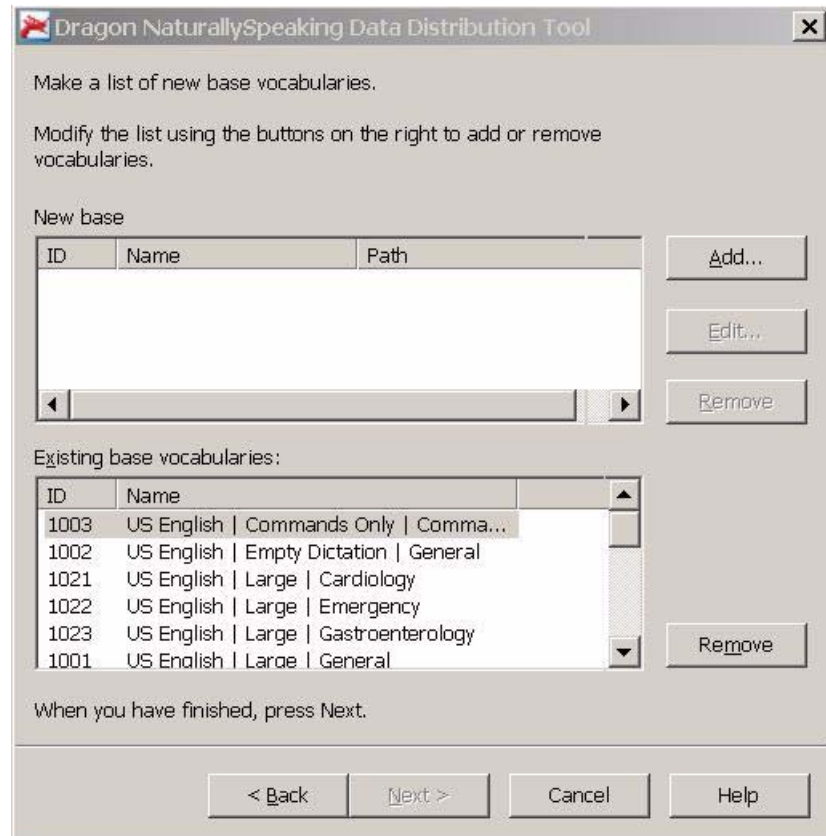 Dragon NaturallySpeaking Data Distribution Tool
Make a list of new base vocabularies.
Modify the list using the buttons on the right to add or remove
vocabularies.
New base
ID Name Path
Add...
Edit...
Remove
Existing base vocabularies:
ID Name
1003 US English | Commands Only | Comma...
1002 US English | Empty Dictation | General
1021 US English | Large | Cardiology
1022 US English | Large | Emergency
1023 US English | Large | Gastroenterology
1001 US English | Large | General
Remove
When you have finished, press Next.
< Back Next > Cancel Help